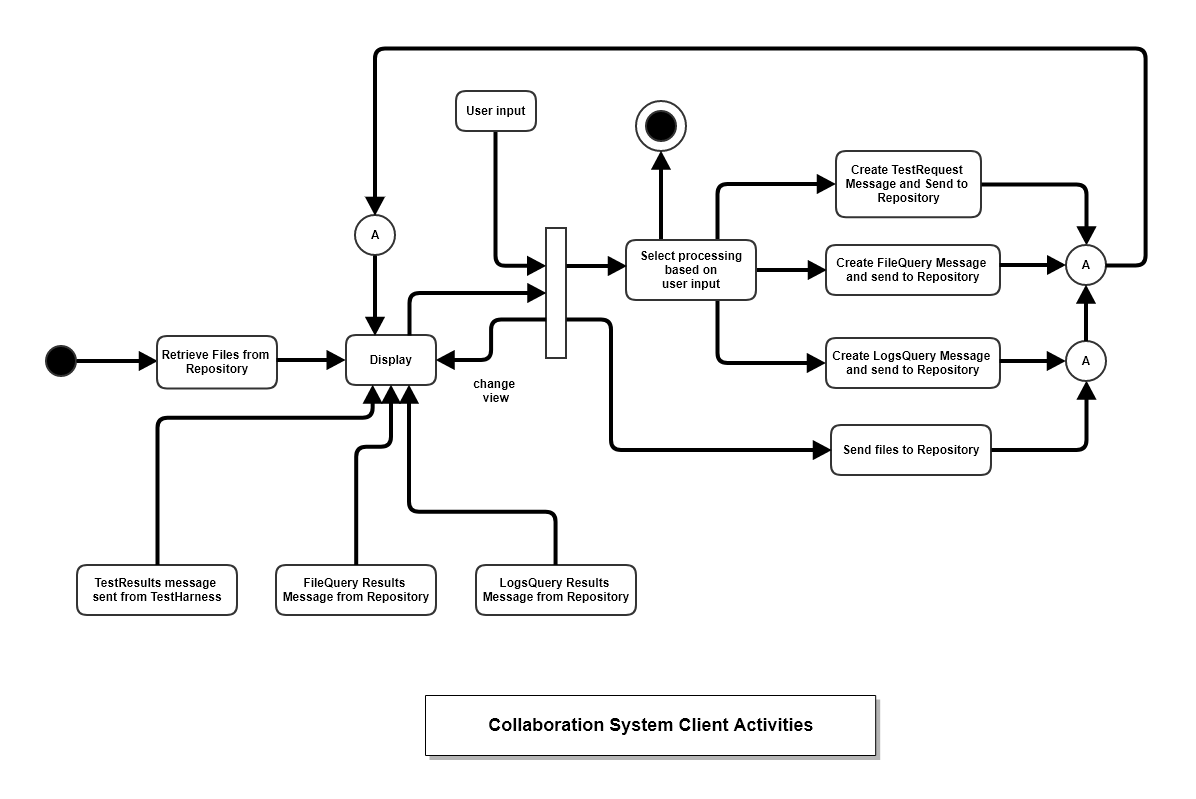 User input
Create TestRequest
Message and Send to
Repository
A
Select processing
based on
user input
Create FileQuery Message
and send to Repository
A
Retrieve Files from
Repository
Display
change
view
Create LogsQuery Message
and send to Repository
A
Send files to Repository
TestResults message
sent from TestHarness
FileQuery Results
Message from Repository
LogsQuery Results
Message from Repository
Collaboration System Client Activities